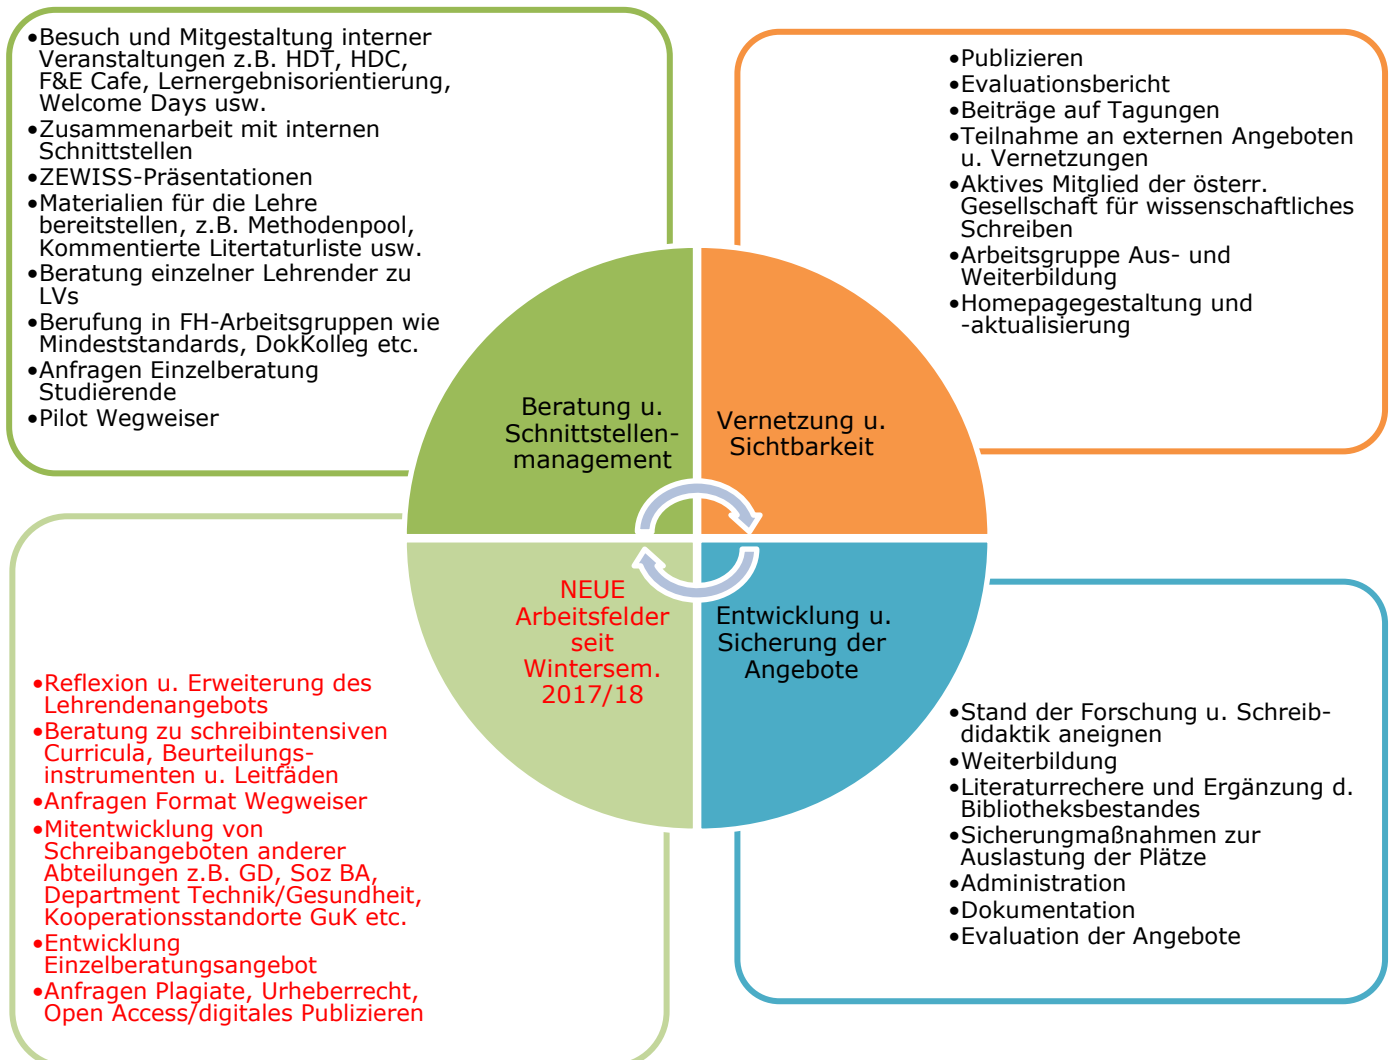 •Besuch und Mitgestaltung interner
Veranstaltungen z.B. HDT, HDC,
F&E Cafe, Lernergebnisorientierung,
Welcome Days usw.
•Zusammenarbeit mit internen
Schnittstellen
•ZEWISS-Präsentationen
•Materialien für die Lehre
bereitstellen, z.B. Methodenpool,
Kommentierte Litertaturliste usw.
•Beratung einzelner Lehrender zu
LVs
•Berufung in FH-Arbeitsgruppen wie
Mindeststandards, DokKolleg etc.
•Anfragen Einzelberatung
Studierende
•Pilot Wegweiser
•Publizieren
•Evaluationsbericht
•Beiträge auf Tagungen
•Teilnahme an externen Angeboten
u. Vernetzungen
•Aktives Mitglied der österr.
Gesellschaft für wissenschaftliches
Schreiben
•Arbeitsgruppe Aus- und
Weiterbildung
•Homepagegestaltung und
-aktualisierung
Beratung u.
Schnittstellen-
management
Vernetzung u.
Sichtbarkeit
NEUE
Arbeitsfelder
seit
Wintersem.
2017/18
Entwicklung u.
Sicherung der
Angebote
•Reflexion u. Erweiterung des
Lehrendenangebots
•Beratung zu schreibintensiven
Curricula, Beurteilungs-
instrumenten u. Leitfäden
•Anfragen Format Wegweiser
•Mitentwicklung von
Schreibangeboten anderer
Abteilungen z.B. GD, Soz BA,
Department Technik/Gesundheit,
Kooperationsstandorte GuK etc.
•Entwicklung
Einzelberatungsangebot
•Anfragen Plagiate, Urheberrecht,
Open Access/digitales Publizieren
•Stand der Forschung u. Schreib-
didaktik aneignen
•Weiterbildung
•Literaturrechere und Ergänzung d.
Bibliotheksbestandes
•Sicherungmaßnahmen zur
Auslastung der Plätze
•Administration
•Dokumentation
•Evaluation der Angebote